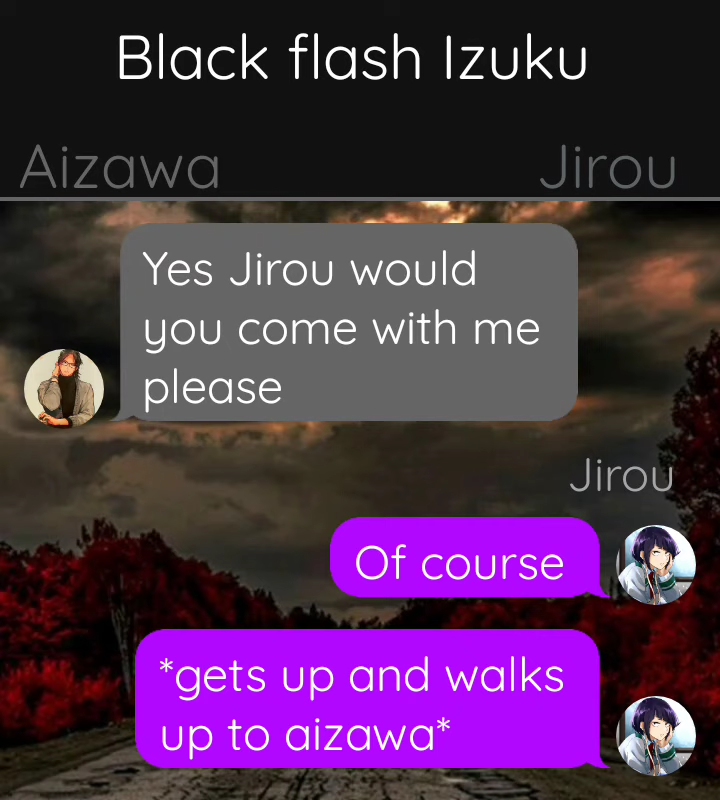 Black flash Izuku
Aizawa
Jirou
Yes Jirou would
you come with me
please
Jirou
Of course
*gets up and walks
up to aizawa*